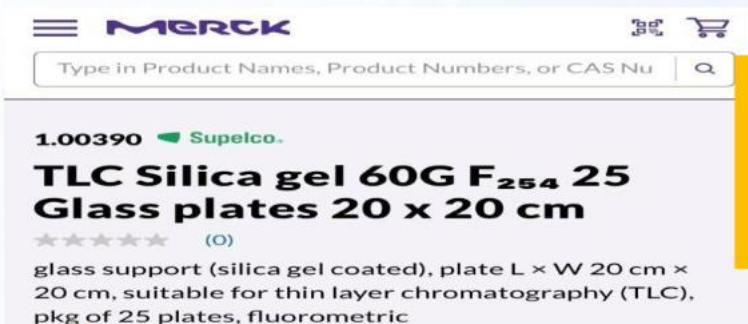 MERCK
Type in Product Names, Product Numbers, or CAS Nu
1.00390 Supelco.
TLC Silica gel 60G F₂₅₄ 25
Glass plates 20 x 20 cm
(0)
glass support (silica gel coated), plate L × W 20 cm ×
20 cm, suitable for thin layer chromatography (TLC),
pkg of 25 plates, fluorometric